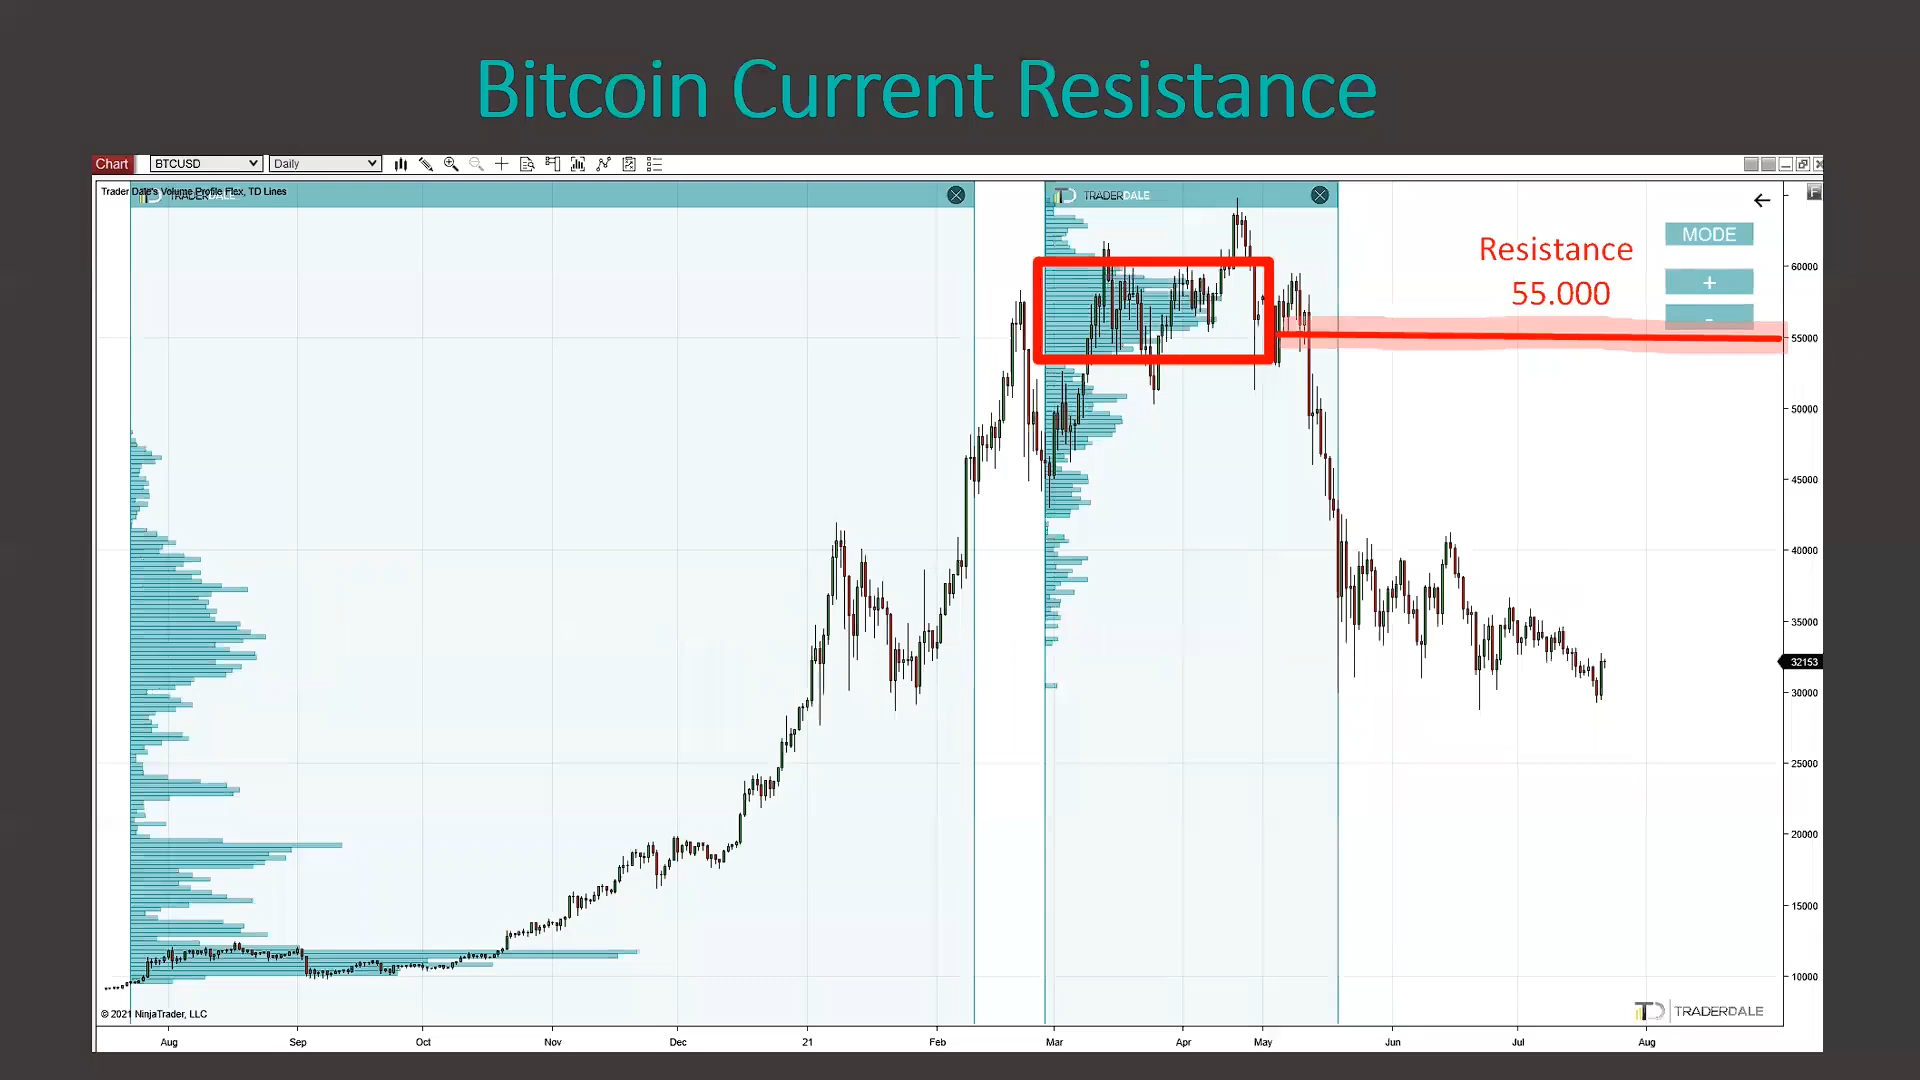 Bitcoin Current Resistance
Chart BTCUSD Daily
Trader Dale's Volume Profile Flex, TD Lines
TRADERDALE
TRADERDALE
F
MODE
+
-
Resistance
55.000
60000
55000
50000
45000
40000
35000
32153
30000
25000
20000
15000
10000
© 2021 NinjaTrader, LLC
TRADERDALE
Aug Sep Oct Nov Dec 21 Feb Mar Apr May Jun Jul Aug